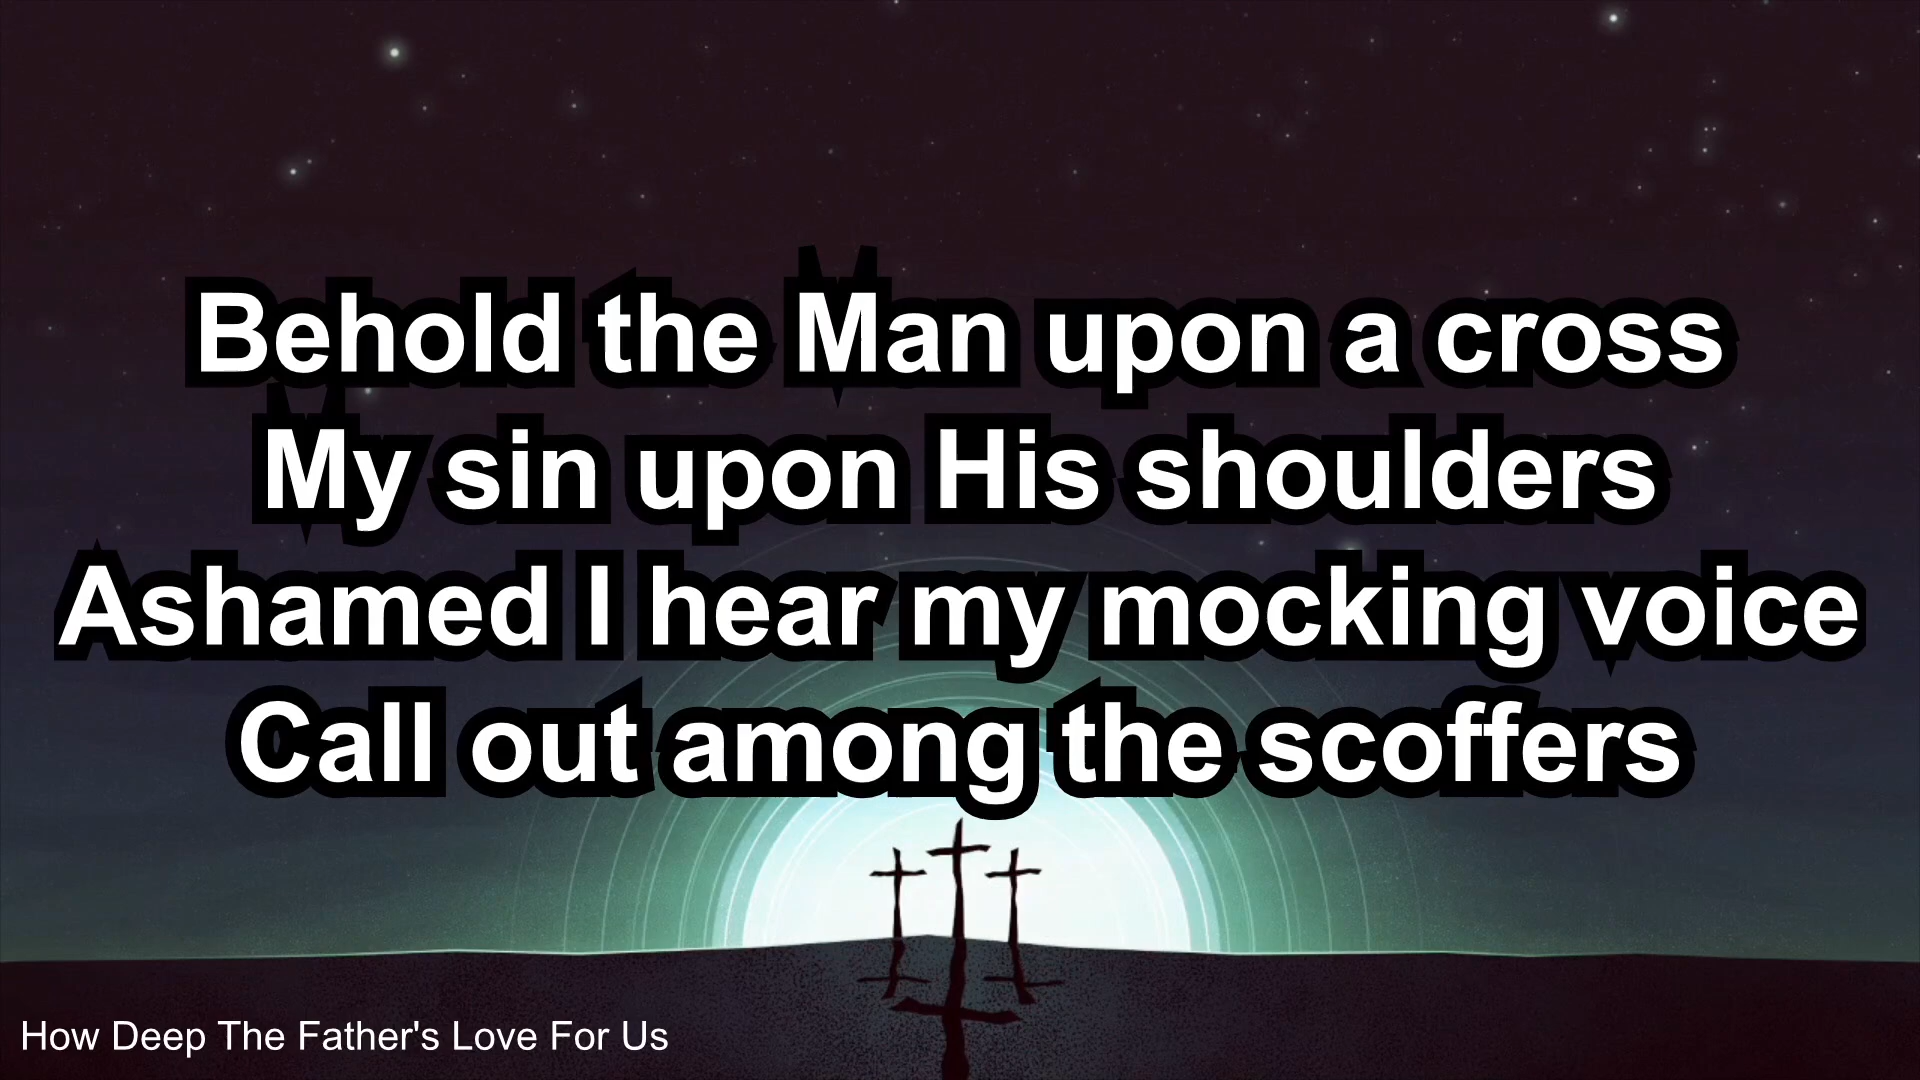 Behold the Man upon a cross
My sin upon His shoulders
Ashamed I hear my mocking voice
Call out among the scoffers
How Deep The Father's Love For Us